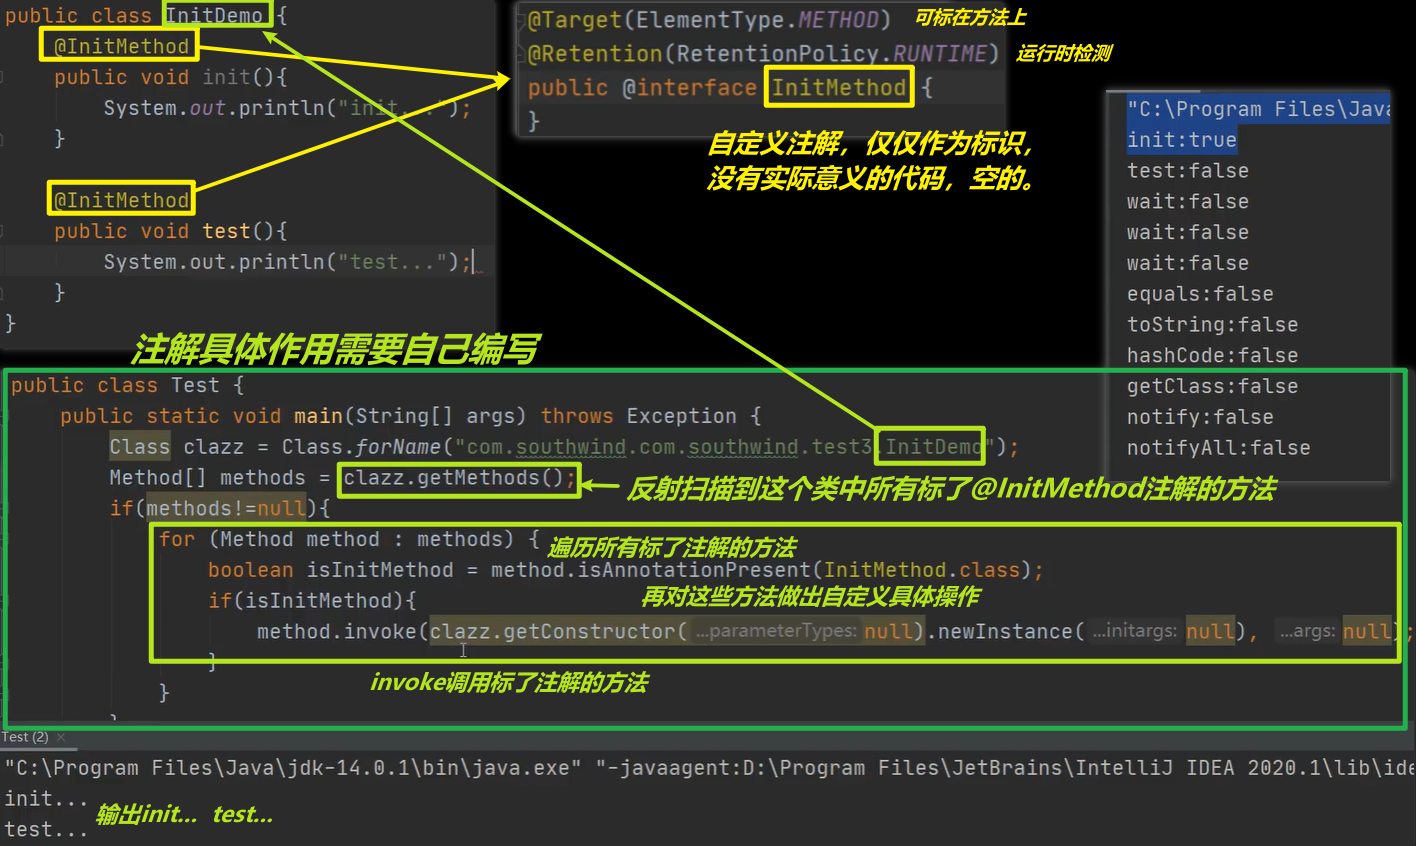 public class InitDemo {
@InitMethod
public void init(){
System.out.println("init...");
}
@InitMethod
public void test(){
System.out.println("test...");
}
}
@Target(ElementType.METHOD) 可标在方法上
@Retention(RetentionPolicy.RUNTIME) 运行时检测
public @interface InitMethod {
}
自定义注解，仅仅作为标识，
没有实际意义的代码，空的。
"C:\Program Files\Java
init:true
test:false
wait:false
wait:false
wait:false
equals:false
toString:false
hashCode:false
getClass:false
notify:false
notifyAll:false
注解具体作用需要自己编写
public class Test {
public static void main(String[] args) throws Exception {
Class clazz = Class.forName("com.southwind.com.southwind.test3.InitDemo");
Method[] methods = clazz.getMethods(); 反射扫描到这个类中所有标了@InitMethod注解的方法
if(methods!=null){
for (Method method : methods) { 遍历所有标了注解的方法
boolean isInitMethod = method.isAnnotationPresent(InitMethod.class);
if(isInitMethod){ 再对这些方法做出自定义具体操作
method.invoke(clazz.getConstructor( ...parameterTypes: null).newInstance( ...initargs: null), ...args: null);
}
invoke调用标了注解的方法
}
Test (2) ×
"C:\Program Files\Java\jdk-14.0.1\bin\java.exe" "-javaagent:D:\Program Files\JetBrains\IntelliJ IDEA 2020.1\lib\ide
init...
输出init... test...
test...